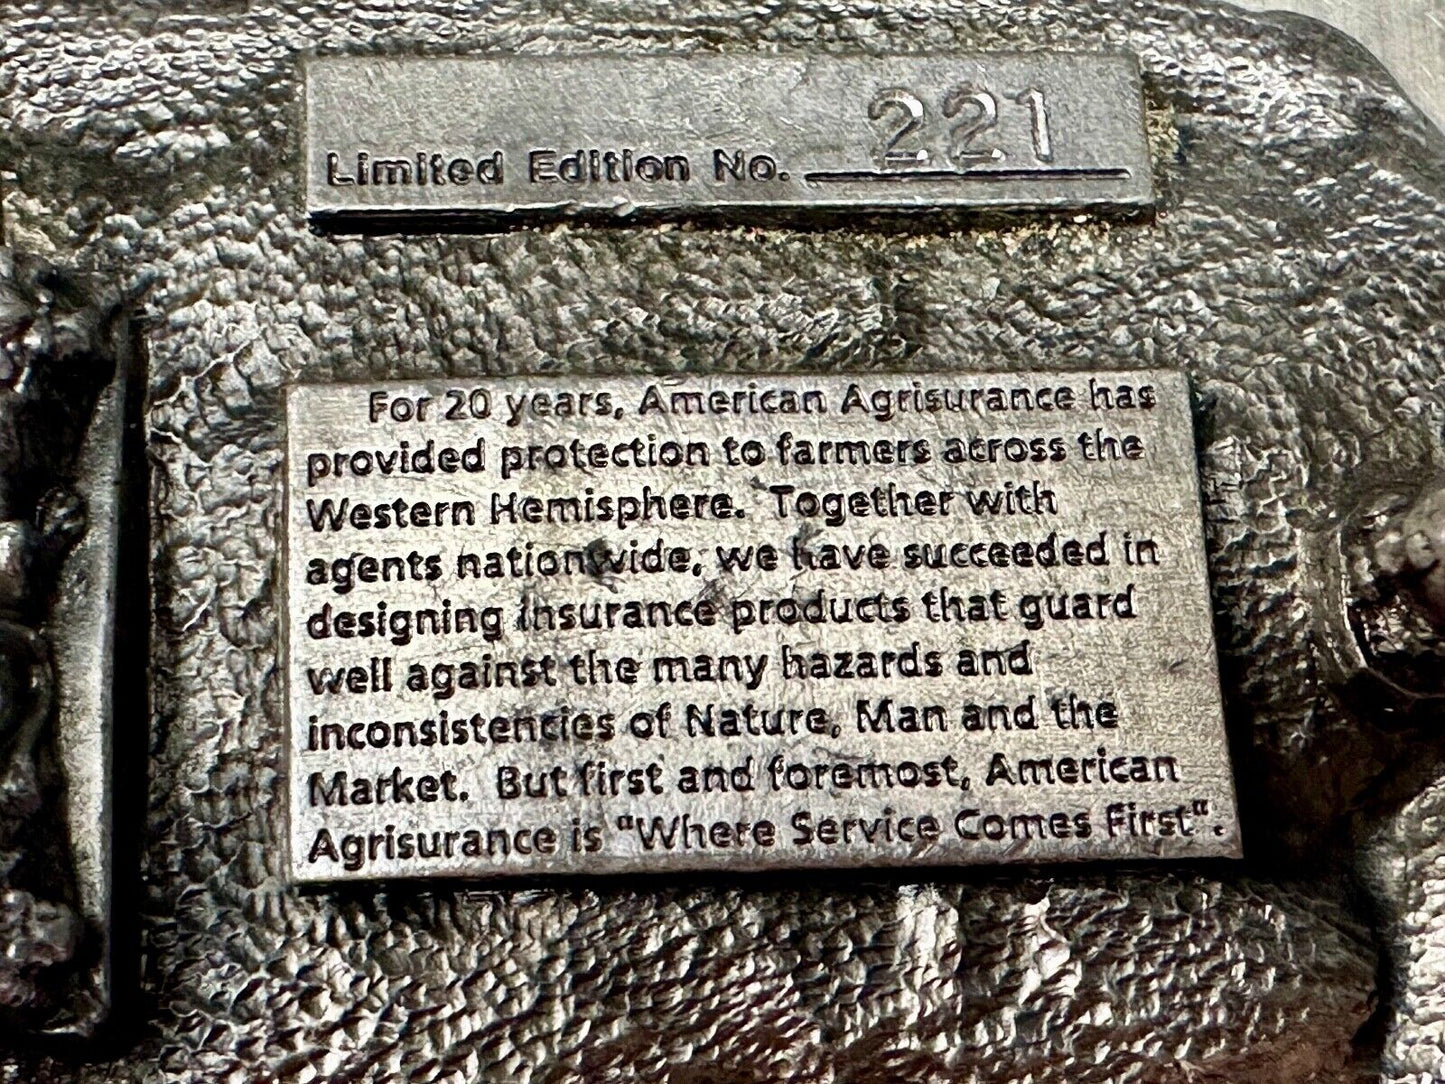 Limited Edition No. 221
For 20 years, American Agrisurance has
provided protection to farmers across the
Western Hemisphere. Together with
agents nationwide, we have succeeded in
designing insurance products that guard
well against the many hazards and
inconsistencies of Nature, Man and the
Market. But first and foremost, American
Agrisurance is "Where Service Comes First".